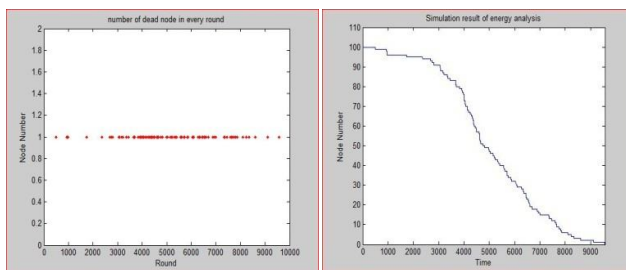 number of dead node in every round
2
1.8
1.6
1.4
1.2
1
0.8
0.6
0.4
0.2
0
Node Number
0 1000 2000 3000 4000 5000 6000 7000 8000 9000 10000
Round
Simulation result of energy analysis
110
100
90
80
70
60
50
40
30
20
10
0
Node Number
0 1000 2000 3000 4000 5000 6000 7000 8000 9000
Time